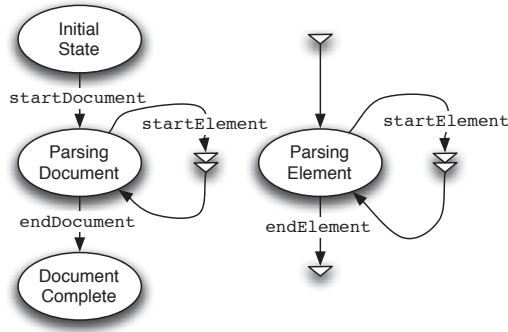 Initial
State
startDocument
startElement
Parsing
Document
endDocument
Document
Complete
startElement
Parsing
Element
endElement